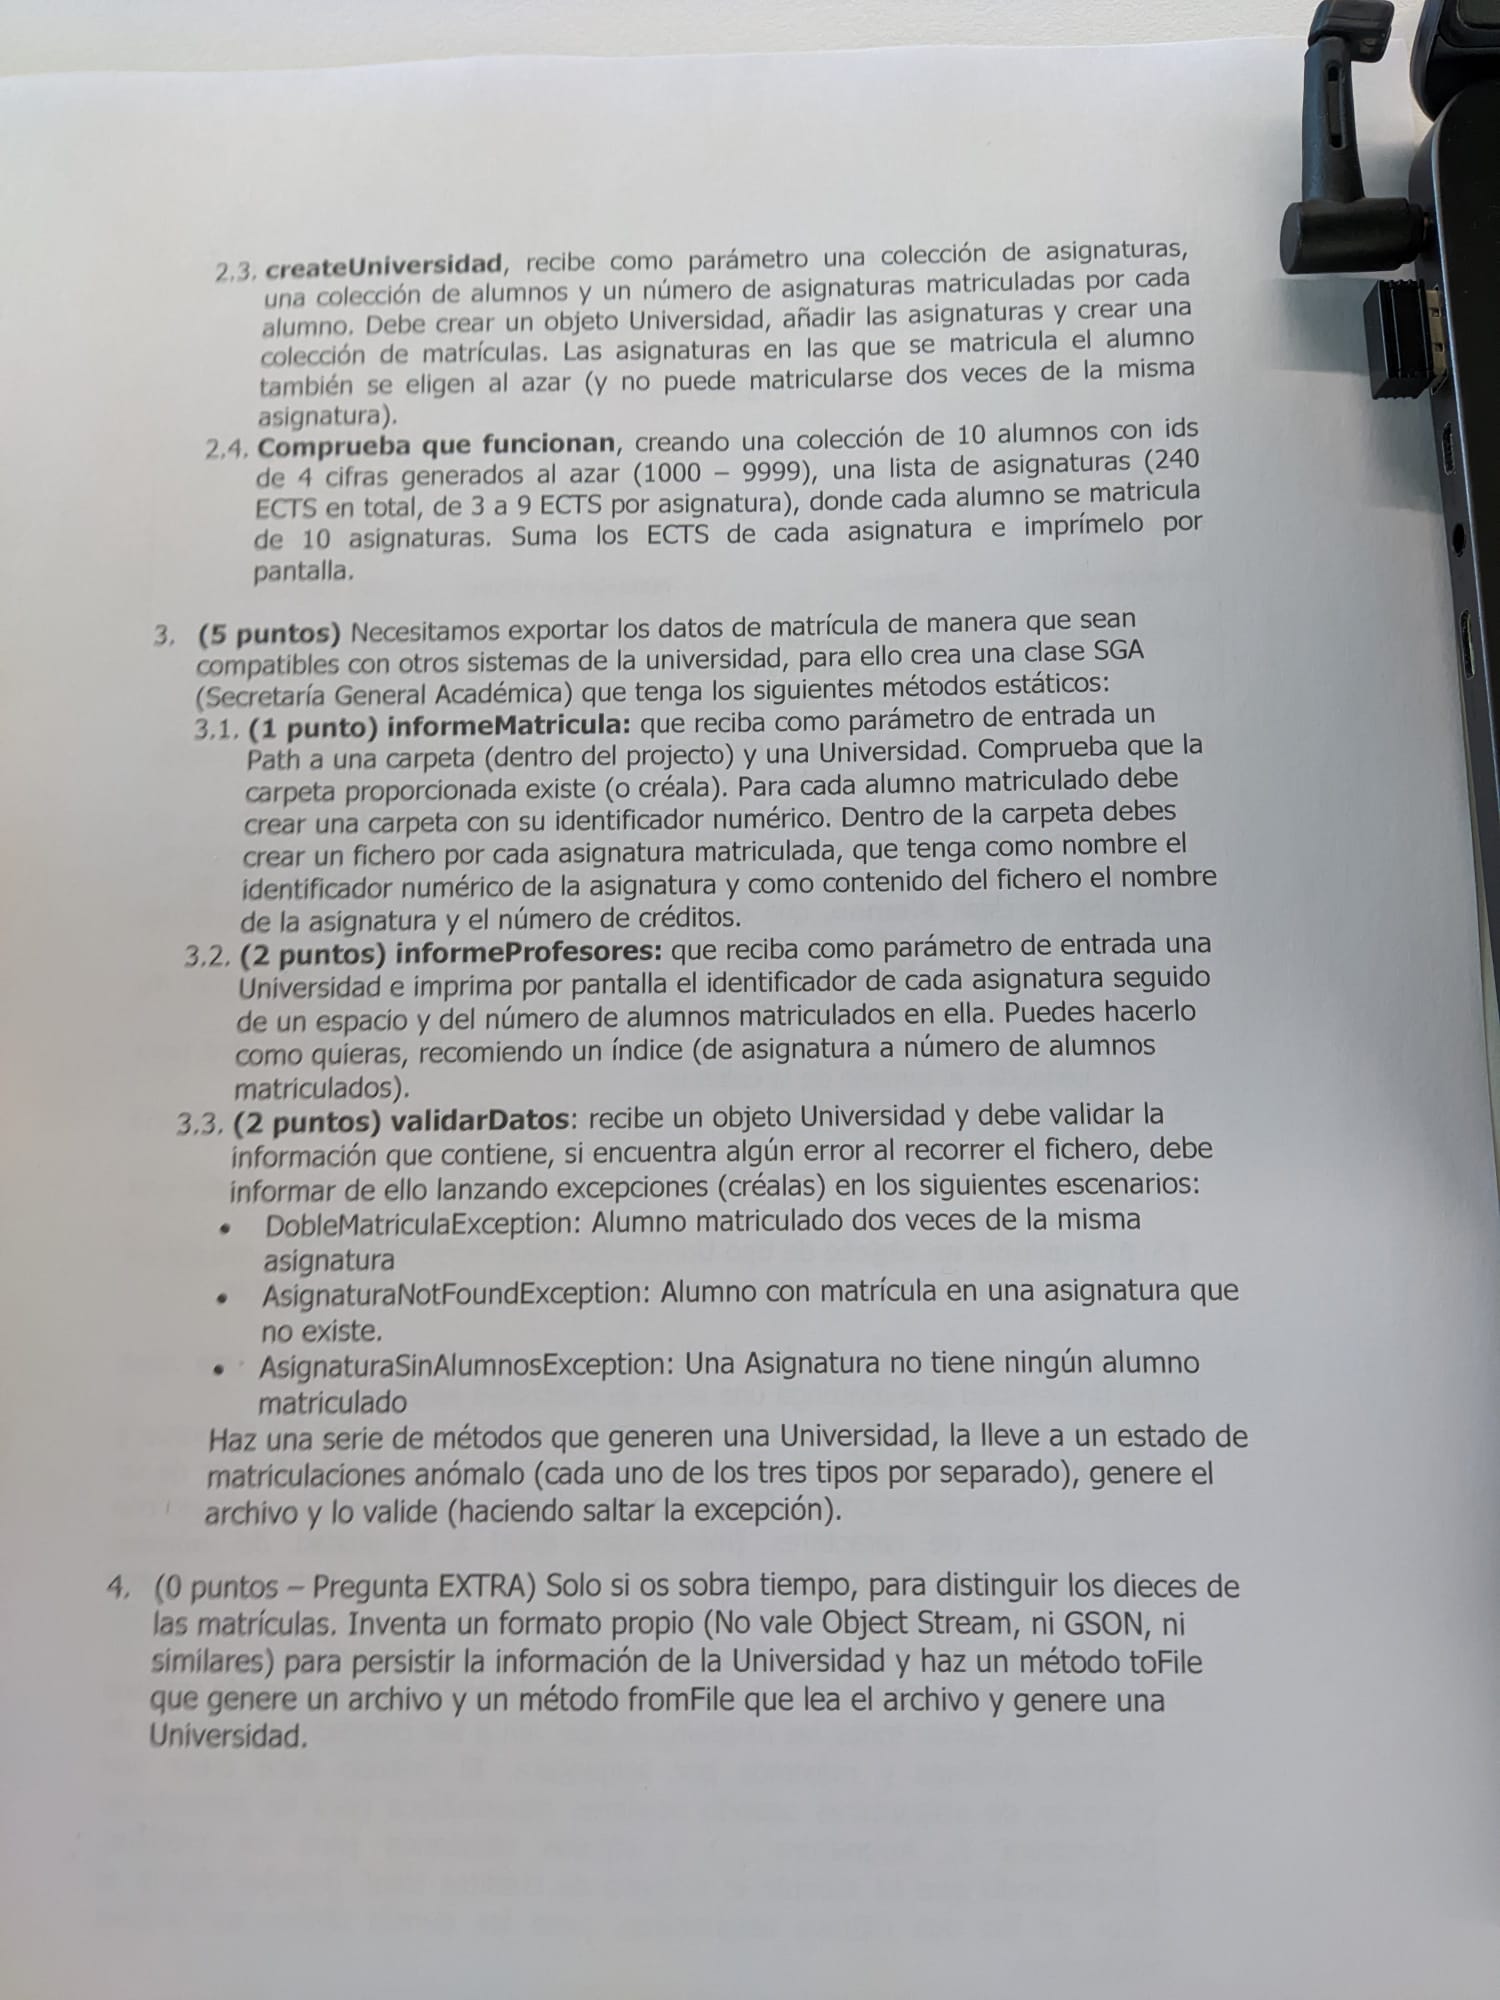 2.3. createUniversidad, recibe como parámetro una colección de asignaturas,
una colección de alumnos y un número de asignaturas matriculadas por cada
alumno. Debe crear un objeto Universidad, añadir las asignaturas y crear una
colección de matrículas. Las asignaturas en las que se matricula el alumno
también se eligen al azar (y no puede matricularse dos veces de la misma
asignatura).
2.4. Comprueba que funcionan, creando una colección de 10 alumnos con ids
de 4 cifras generados al azar (1000 – 9999), una lista de asignaturas (240
ECTS en total, de 3 a 9 ECTS por asignatura), donde cada alumno se matricula
de 10 asignaturas. Suma los ECTS de cada asignatura e imprímelo por
pantalla.
3. (5 puntos) Necesitamos exportar los datos de matrícula de manera que sean
compatibles con otros sistemas de la universidad, para ello crea una clase SGA
(Secretaría General Académica) que tenga los siguientes métodos estáticos:
3.1. (1 punto) informeMatricula: que reciba como parámetro de entrada un
Path a una carpeta (dentro del projecto) y una Universidad. Comprueba que la
carpeta proporcionada existe (o créala). Para cada alumno matriculado debe
crear una carpeta con su identificador numérico. Dentro de la carpeta debes
crear un fichero por cada asignatura matriculada, que tenga como nombre el
identificador numérico de la asignatura y como contenido del fichero el nombre
de la asignatura y el número de créditos.
3.2. (2 puntos) informeProfesores: que reciba como parámetro de entrada una
Universidad e imprima por pantalla el identificador de cada asignatura seguido
de un espacio y del número de alumnos matriculados en ella. Puedes hacerlo
como quieras, recomiendo un índice (de asignatura a número de alumnos
matriculados).
3.3. (2 puntos) validarDatos: recibe un objeto Universidad y debe validar la
información que contiene, si encuentra algún error al recorrer el fichero, debe
informar de ello lanzando excepciones (créalas) en los siguientes escenarios:
• DobleMatriculaException: Alumno matriculado dos veces de la misma
asignatura
• AsignaturaNotFoundException: Alumno con matrícula en una asignatura que
no existe.
• AsignaturaSinAlumnosException: Una Asignatura no tiene ningún alumno
matriculado
Haz una serie de métodos que generen una Universidad, la lleve a un estado de
matriculaciones anómalo (cada uno de los tres tipos por separado), genere el
archivo y lo valide (haciendo saltar la excepción).
4. (0 puntos – Pregunta EXTRA) Solo si os sobra tiempo, para distinguir los dieces de
las matrículas. Inventa un formato propio (No vale Object Stream, ni GSON, ni
similares) para persistir la información de la Universidad y haz un método toFile
que genere un archivo y un método fromFile que lea el archivo y genere una
Universidad.